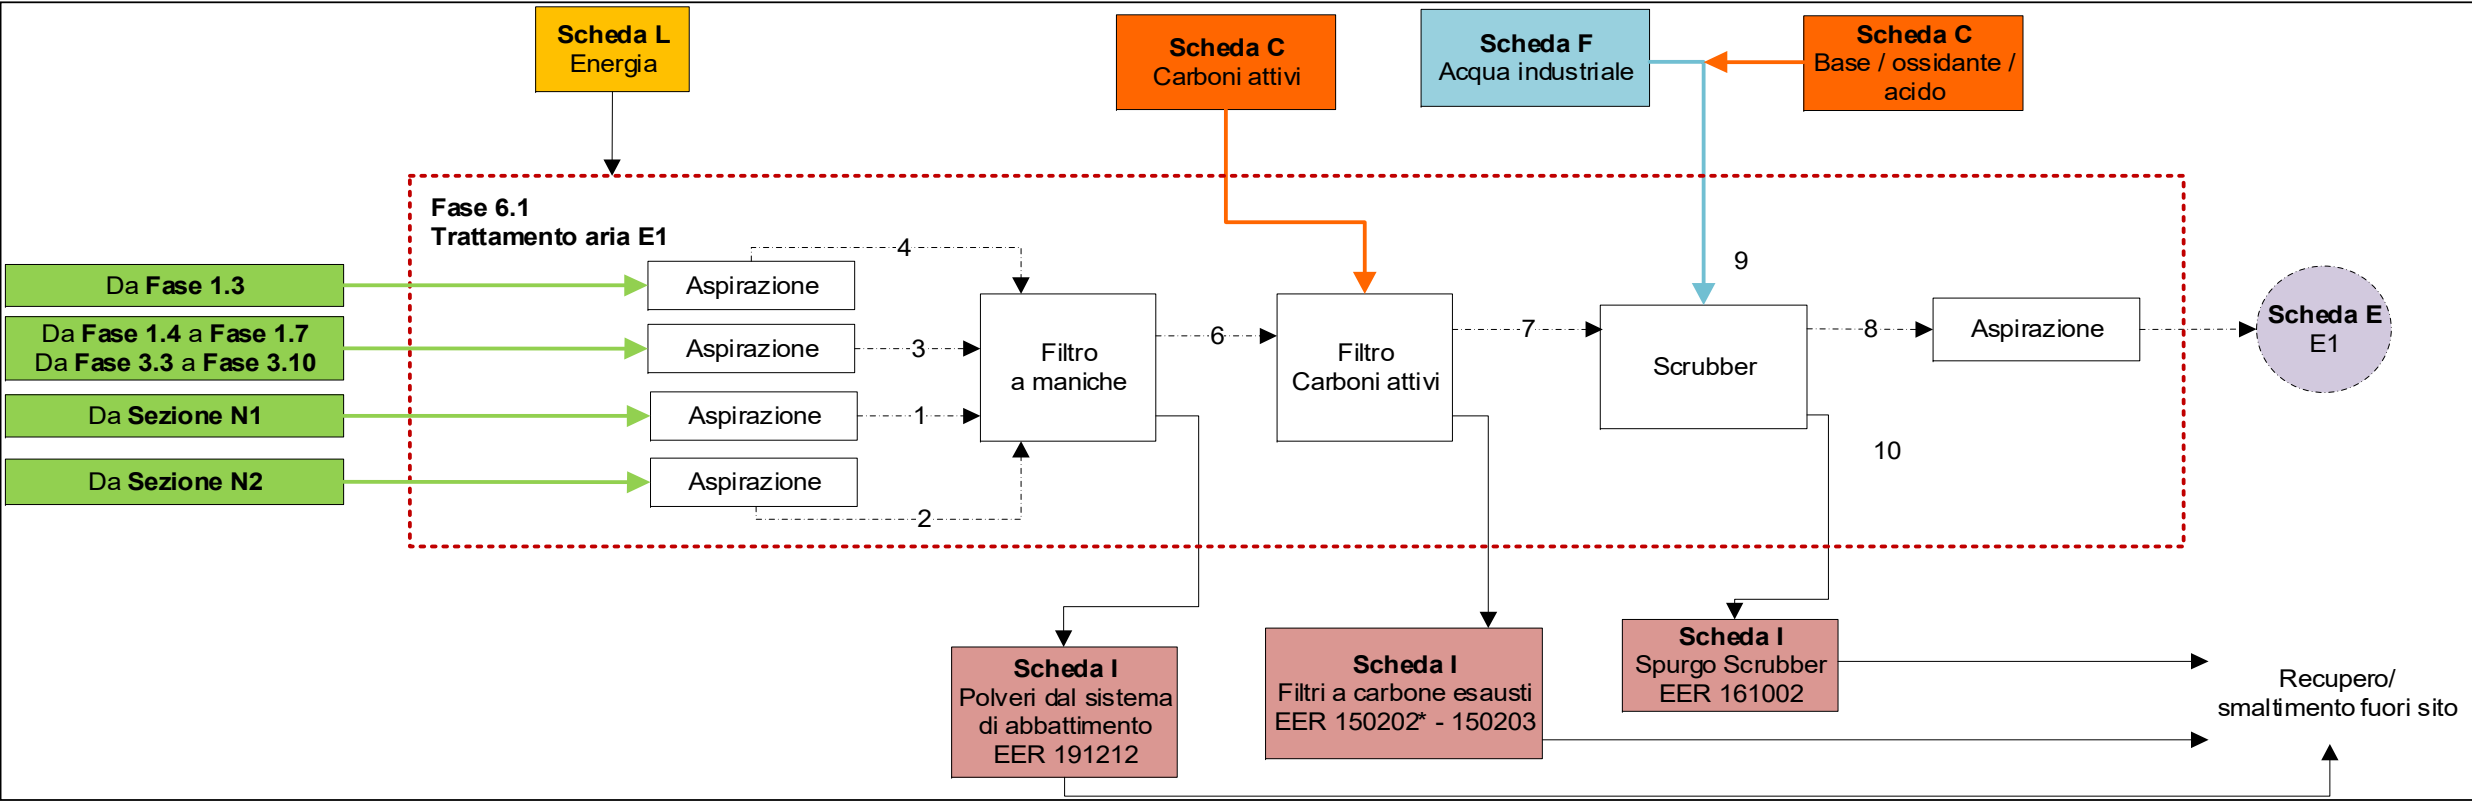 Scheda L
Energia
Scheda C
Carboni attivi
Scheda F
Acqua industriale
Scheda C
Base / ossidante /
acido
Fase 6.1
Trattamento aria E1
Da Fase 1.3
Aspirazione
4
Da Fase 1.4 a Fase 1.7
Da Fase 3.3 a Fase 3.10
Aspirazione
3
Da Sezione N1
Aspirazione
1
Da Sezione N2
Aspirazione
2
Filtro
a maniche
6
Filtro
Carboni attivi
7
9
Scrubber
8
10
Aspirazione
Scheda E
E1
Scheda I
Polveri dal sistema
di abbattimento
EER 191212
Scheda I
Filtri a carbone esausti
EER 150202* - 150203
Scheda I
Spurgo Scrubber
EER 161002
Recupero/
smaltimento fuori sito